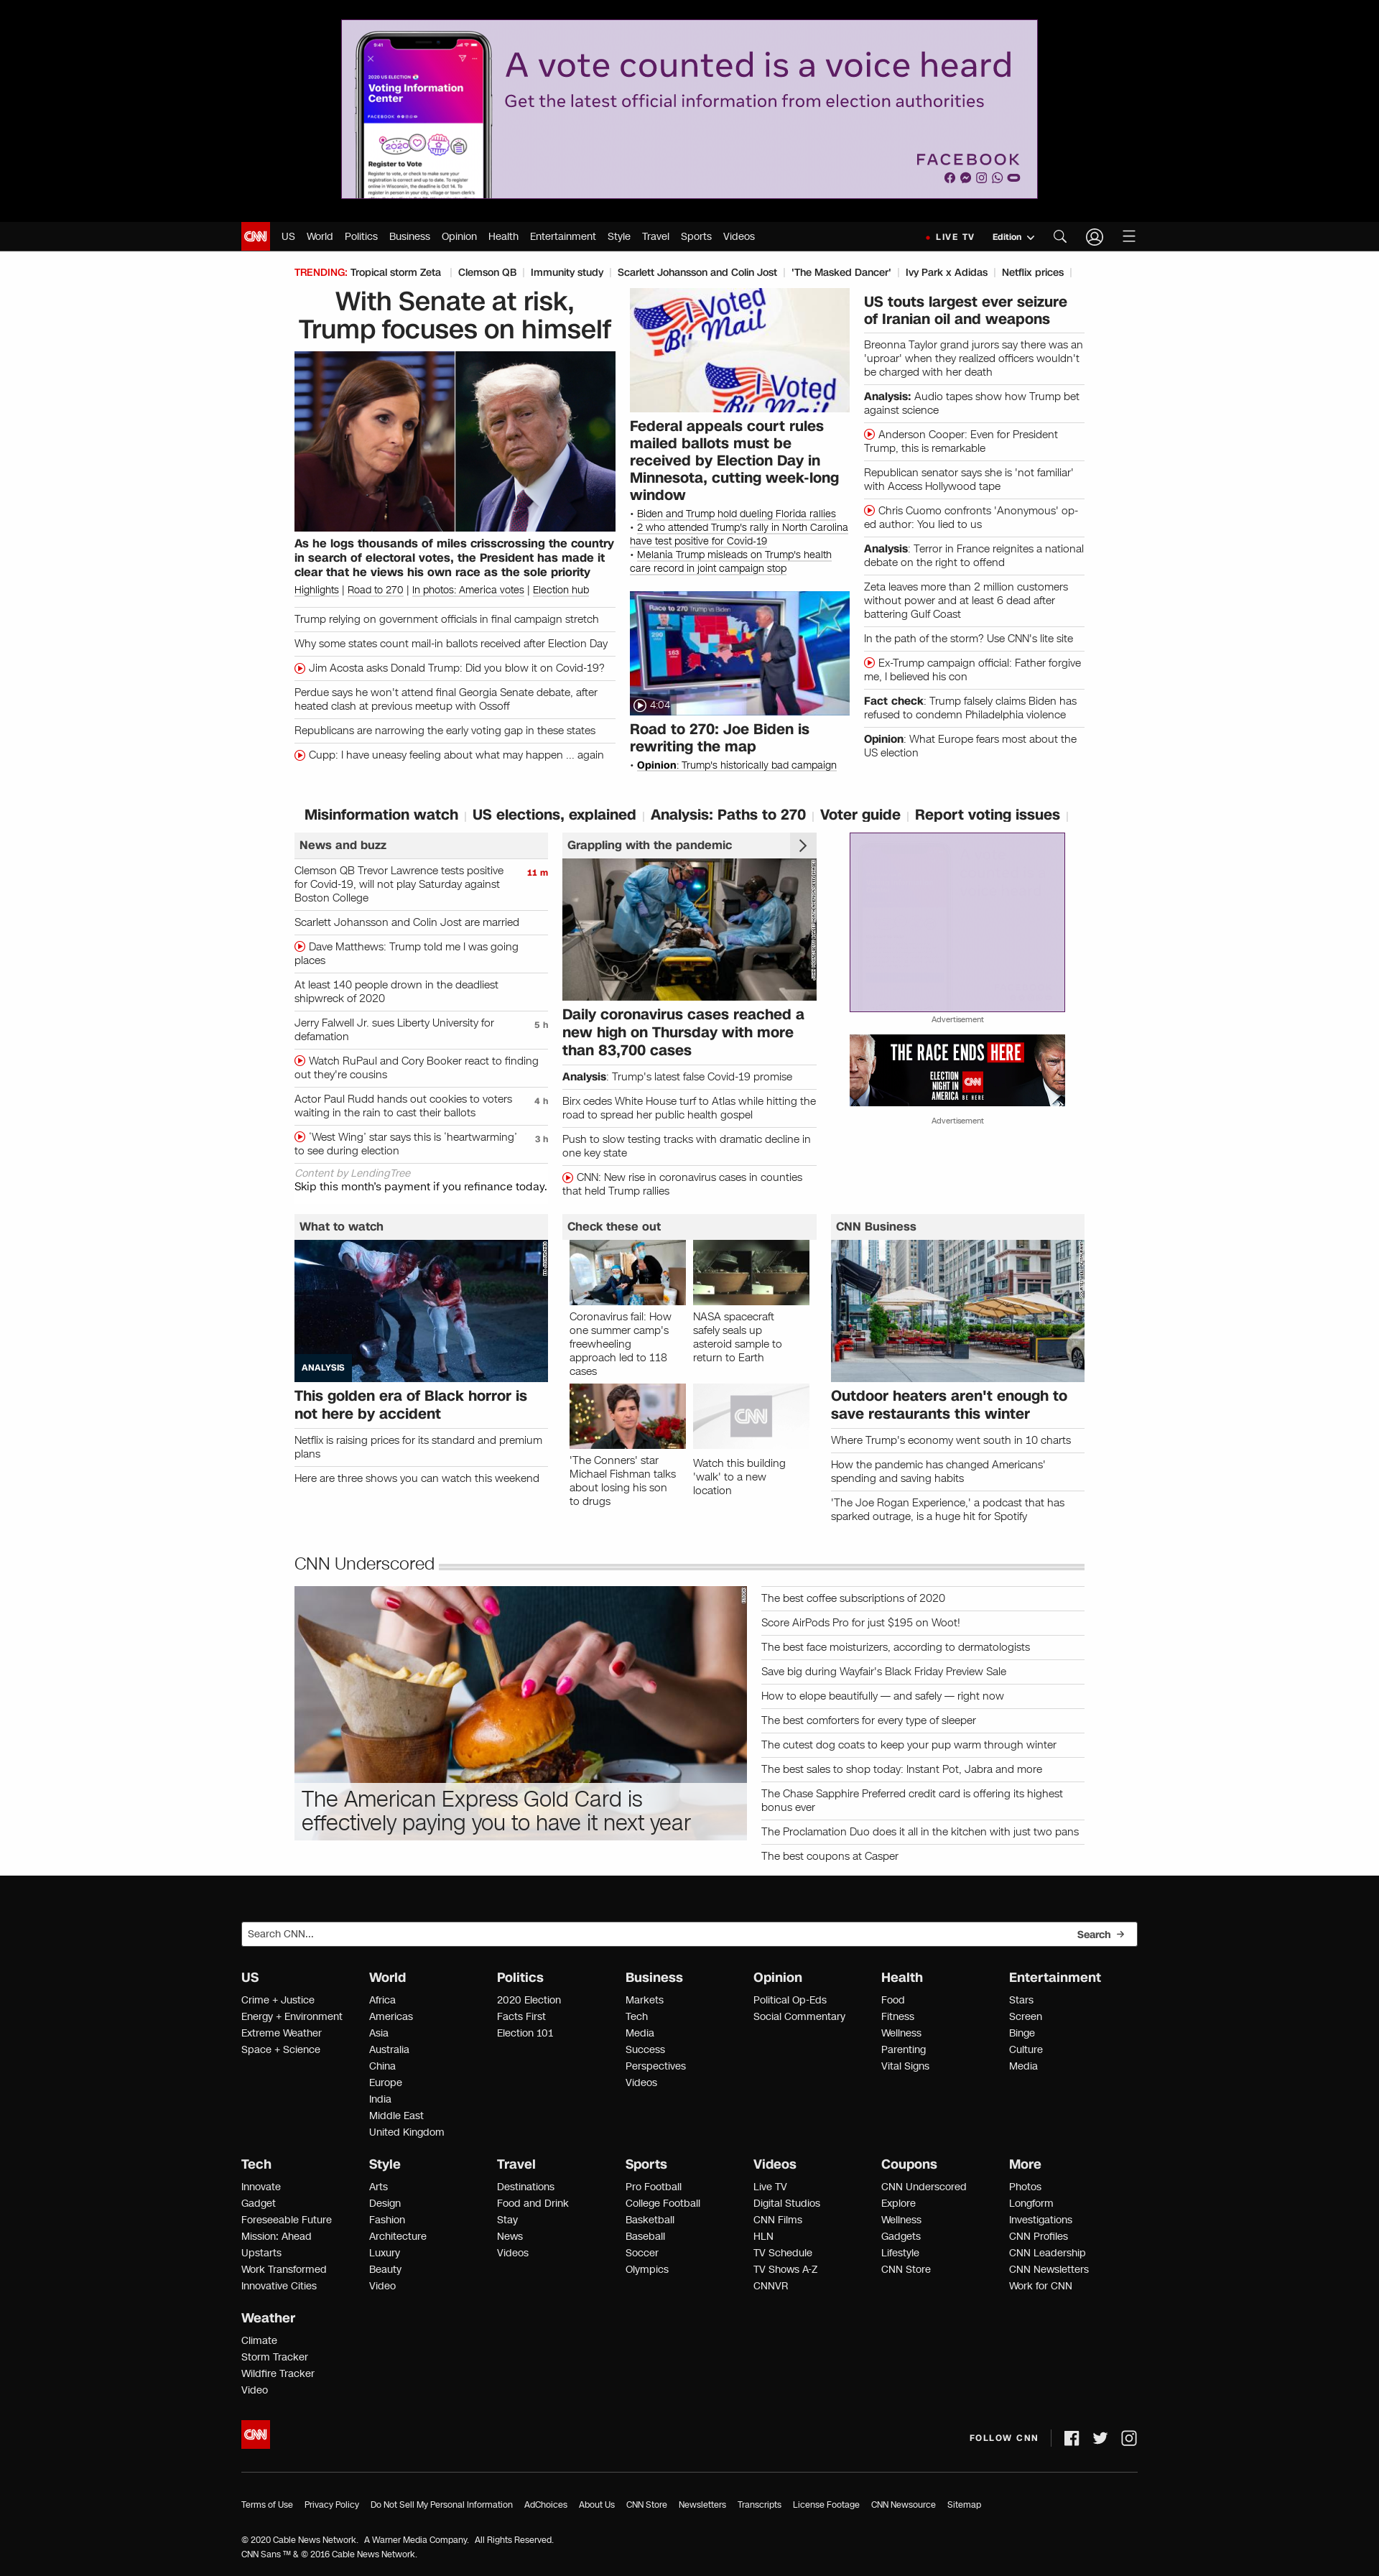 2020 US ELECTION
Voting Information
Center
Register to Vote
A vote counted is a voice heard
Get the latest official information from election authorities
FACEBOOK
CNN
US World Politics Business Opinion Health Entertainment Style Travel Sports Videos
LIVE TV Edition
TRENDING: Tropical storm Zeta | Clemson QB | Immunity study | Scarlett Johansson and Colin Jost | 'The Masked Dancer' | Ivy Park x Adidas | Netflix prices |
With Senate at risk,
Trump focuses on himself
As he logs thousands of miles crisscrossing the country
in search of electoral votes, the President has made it
clear that he views his own race as the sole priority
Highlights | Road to 270 | In photos: America votes | Election hub
Trump relying on government officials in final campaign stretch
Why some states count mail-in ballots received after Election Day
Jim Acosta asks Donald Trump: Did you blow it on Covid-19?
Perdue says he won't attend final Georgia Senate debate, after
heated clash at previous meetup with Ossoff
Republicans are narrowing the early voting gap in these states
Cupp: I have uneasy feeling about what may happen ... again
I Voted
By Mail
I Voted
By Mail
Federal appeals court rules
mailed ballots must be
received by Election Day in
Minnesota, cutting week-long
window
• Biden and Trump hold dueling Florida rallies
• 2 who attended Trump's rally in North Carolina
have test positive for Covid-19
• Melania Trump misleads on Trump's health
care record in joint campaign stop
Race to 270 Trump vs Biden
4:04
Road to 270: Joe Biden is
rewriting the map
• Opinion: Trump's historically bad campaign
US touts largest ever seizure
of Iranian oil and weapons
Breonna Taylor grand jurors say there was an
'uproar' when they realized officers wouldn't
be charged with her death
Analysis: Audio tapes show how Trump bet
against science
Anderson Cooper: Even for President
Trump, this is remarkable
Republican senator says she is 'not familiar'
with Access Hollywood tape
Chris Cuomo confronts 'Anonymous' op-
ed author: You lied to us
Analysis: Terror in France reignites a national
debate on the right to offend
Zeta leaves more than 2 million customers
without power and at least 6 dead after
battering Gulf Coast
In the path of the storm? Use CNN's lite site
Ex-Trump campaign official: Father forgive
me, I believed his con
Fact check: Trump falsely claims Biden has
refused to condemn Philadelphia violence
Opinion: What Europe fears most about the
US election
Misinformation watch | US elections, explained | Analysis: Paths to 270 | Voter guide | Report voting issues |
News and buzz
Clemson QB Trevor Lawrence tests positive
for Covid-19, will not play Saturday against
Boston College
11 m
Scarlett Johansson and Colin Jost are married
Dave Matthews: Trump told me I was going
places
At least 140 people drown in the deadliest
shipwreck of 2020
Jerry Falwell Jr. sues Liberty University for
defamation
5 h
Watch RuPaul and Cory Booker react to finding
out they're cousins
Actor Paul Rudd hands out cookies to voters
waiting in the rain to cast their ballots
4 h
'West Wing' star says this is 'heartwarming'
to see during election
3 h
Content by LendingTree
Skip this month's payment if you refinance today.
Grappling with the pandemic
Daily coronavirus cases reached a
new high on Thursday with more
than 83,700 cases
Analysis: Trump's latest false Covid-19 promise
Birx cedes White House turf to Atlas while hitting the
road to spread her public health gospel
Push to slow testing tracks with dramatic decline in
one key state
CNN: New rise in coronavirus cases in counties
that held Trump rallies
Advertisement
THE RACE ENDS HERE
ELECTION
NIGHT IN
AMERICA
CNN
BE HERE
Advertisement
What to watch
ANALYSIS
This golden era of Black horror is
not here by accident
Netflix is raising prices for its standard and premium
plans
Here are three shows you can watch this weekend
Check these out
Coronavirus fail: How
one summer camp's
freewheeling
approach led to 118
cases
NASA spacecraft
safely seals up
asteroid sample to
return to Earth
'The Conners' star
Michael Fishman talks
about losing his son
to drugs
CNN
Watch this building
'walk' to a new
location
CNN Business
Outdoor heaters aren't enough to
save restaurants this winter
Where Trump's economy went south in 10 charts
How the pandemic has changed Americans'
spending and saving habits
'The Joe Rogan Experience,' a podcast that has
sparked outrage, is a huge hit for Spotify
CNN Underscored
The American Express Gold Card is
effectively paying you to have it next year
The best coffee subscriptions of 2020
Score AirPods Pro for just $195 on Woot!
The best face moisturizers, according to dermatologists
Save big during Wayfair's Black Friday Preview Sale
How to elope beautifully — and safely — right now
The best comforters for every type of sleeper
The cutest dog coats to keep your pup warm through winter
The best sales to shop today: Instant Pot, Jabra and more
The Chase Sapphire Preferred credit card is offering its highest
bonus ever
The Proclamation Duo does it all in the kitchen with just two pans
The best coupons at Casper
Search CNN... Search →
US
Crime + Justice
Energy + Environment
Extreme Weather
Space + Science
World
Africa
Americas
Asia
Australia
China
Europe
India
Middle East
United Kingdom
Politics
2020 Election
Facts First
Election 101
Business
Markets
Tech
Media
Success
Perspectives
Videos
Opinion
Political Op-Eds
Social Commentary
Health
Food
Fitness
Wellness
Parenting
Vital Signs
Entertainment
Stars
Screen
Binge
Culture
Media
Tech
Innovate
Gadget
Foreseeable Future
Mission: Ahead
Upstarts
Work Transformed
Innovative Cities
Style
Arts
Design
Fashion
Architecture
Luxury
Beauty
Video
Travel
Destinations
Food and Drink
Stay
News
Videos
Sports
Pro Football
College Football
Basketball
Baseball
Soccer
Olympics
Videos
Live TV
Digital Studios
CNN Films
HLN
TV Schedule
TV Shows A-Z
CNNVR
Coupons
CNN Underscored
Explore
Wellness
Gadgets
Lifestyle
CNN Store
More
Photos
Longform
Investigations
CNN Profiles
CNN Leadership
CNN Newsletters
Work for CNN
Weather
Climate
Storm Tracker
Wildfire Tracker
Video
CNN
FOLLOW CNN
Terms of Use Privacy Policy Do Not Sell My Personal Information AdChoices About Us CNN Store Newsletters Transcripts License Footage CNN Newsource Sitemap
© 2020 Cable News Network. A Warner Media Company. All Rights Reserved.
CNN Sans ™ & © 2016 Cable News Network.